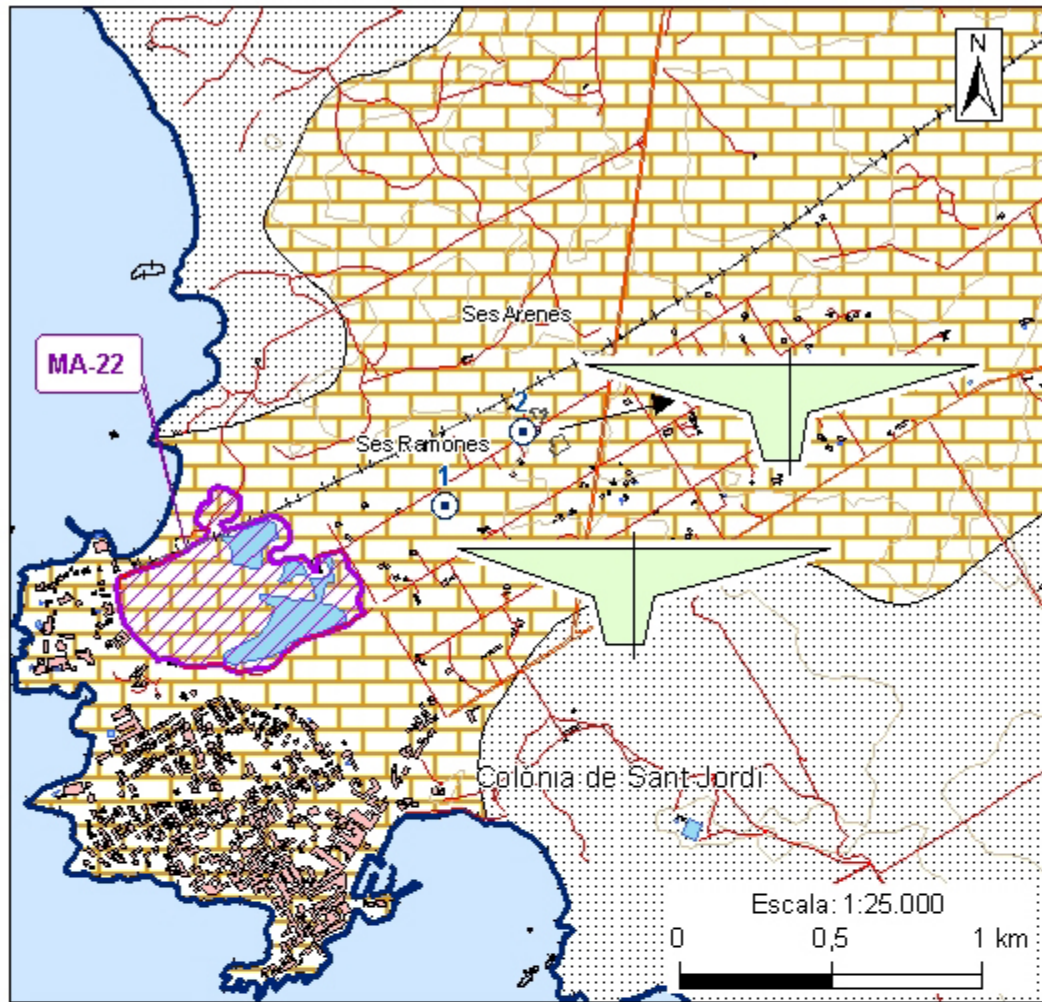 N
Ses Arenes
MA-22
2
Ses Ramones
1
Colònia de Sant Jordi
Escala: 1:25.000
0 0,5 1 km